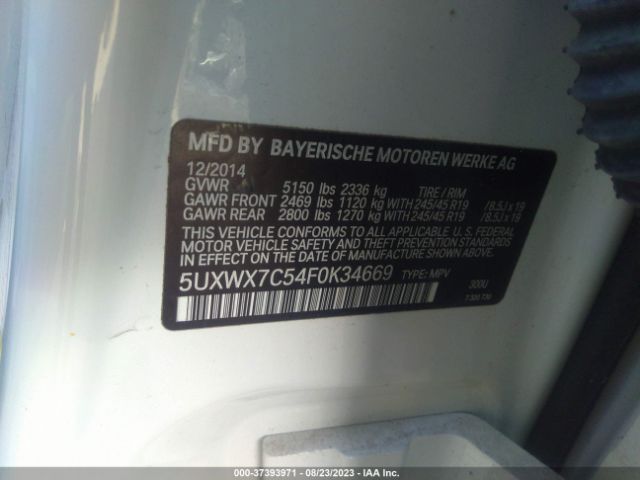 MFD BY BAYERISCHE MOTOREN WERKE AG
12/2014
GVWR 5150 lbs 2336 kg TIRE / RIM
GAWR FRONT 2469 lbs 1120 kg WITH 245/45 R19 / 8.5J x 19
GAWR REAR 2800 lbs 1270 kg WITH 245/45 R19 / 8.5J x 19
THIS VEHICLE CONFORMS TO ALL APPLICABLE U.S. FEDERAL
MOTOR VEHICLE SAFETY AND THEFT PREVENTION STANDARDS
IN EFFECT ON THE DATE OF MANUFACTURE SHOWN ABOVE.
5UXWX7C54F0K34669 TYPE: MPV 300U
000-37393971 - 08/23/2023 - IAA Inc.